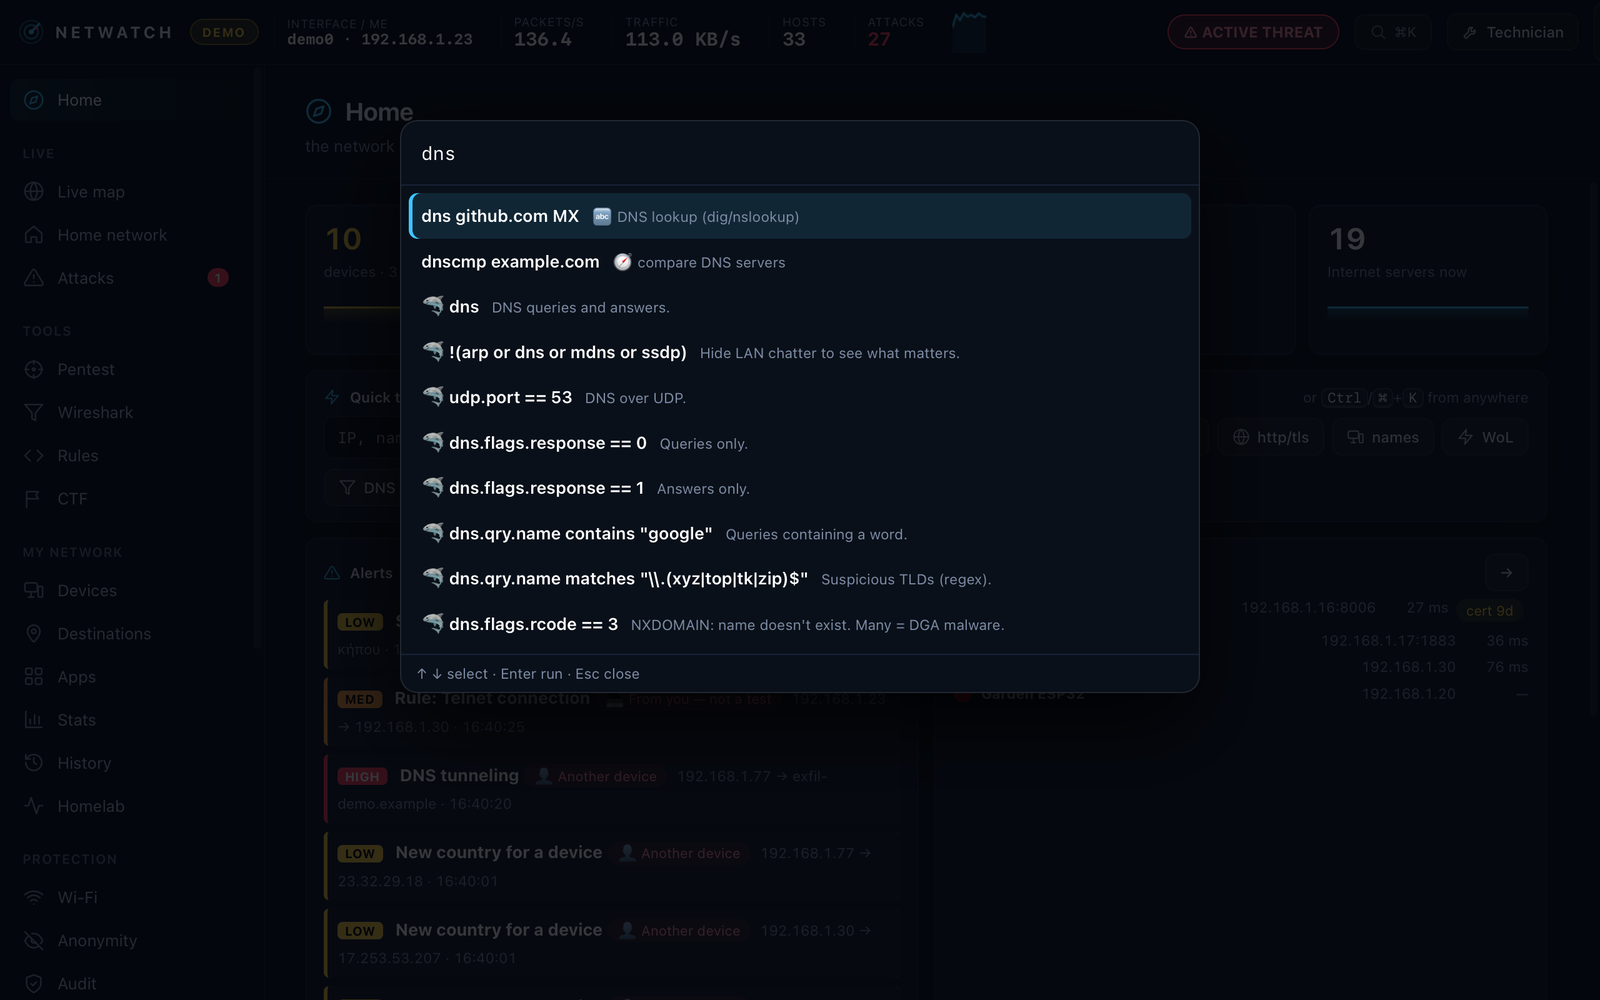 NETWATCH DEMO
INTERFACE / ME
demo0 · 192.168.1.23
PACKETS/S
136.4
TRAFFIC
113.0 KB/s
HOSTS
33
ATTACKS
27
ACTIVE THREAT
⌘K
Technician
Home
LIVE
Live map
Home network
Attacks 1
TOOLS
Pentest
Wireshark
Rules
CTF
MY NETWORK
Devices
Destinations
Apps
Stats
History
Homelab
PROTECTION
Wi-Fi
Anonymity
Audit
Home
the network
10
devices · 3
19
Internet servers now
Quick t
or Ctrl/⌘+K from anywhere
IP, nam
http/tls
names
WoL
DNS
Alerts
→
LOW S
κήπου · 1
MED Rule: Telnet connection From you — not a test 192.168.1.23
→ 192.168.1.30 · 16:40:25
HIGH DNS tunneling Another device 192.168.1.77 → exfil-
demo.example · 16:40:20
LOW New country for a device Another device 192.168.1.77 →
23.32.29.18 · 16:40:01
LOW New country for a device Another device 192.168.1.30 →
17.253.53.207 · 16:40:01
192.168.1.16:8006 27 ms cert 9d
192.168.1.17:1883 36 ms
192.168.1.30 76 ms
Garden ESP32 192.168.1.20 —
dns
dns github.com MX abc DNS lookup (dig/nslookup)
dnscmp example.com compare DNS servers
dns DNS queries and answers.
!(arp or dns or mdns or ssdp) Hide LAN chatter to see what matters.
udp.port == 53 DNS over UDP.
dns.flags.response == 0 Queries only.
dns.flags.response == 1 Answers only.
dns.qry.name contains "google" Queries containing a word.
dns.qry.name matches "\\.(xyz|top|tk|zip)$" Suspicious TLDs (regex).
dns.flags.rcode == 3 NXDOMAIN: name doesn't exist. Many = DGA malware.
↑ ↓ select · Enter run · Esc close